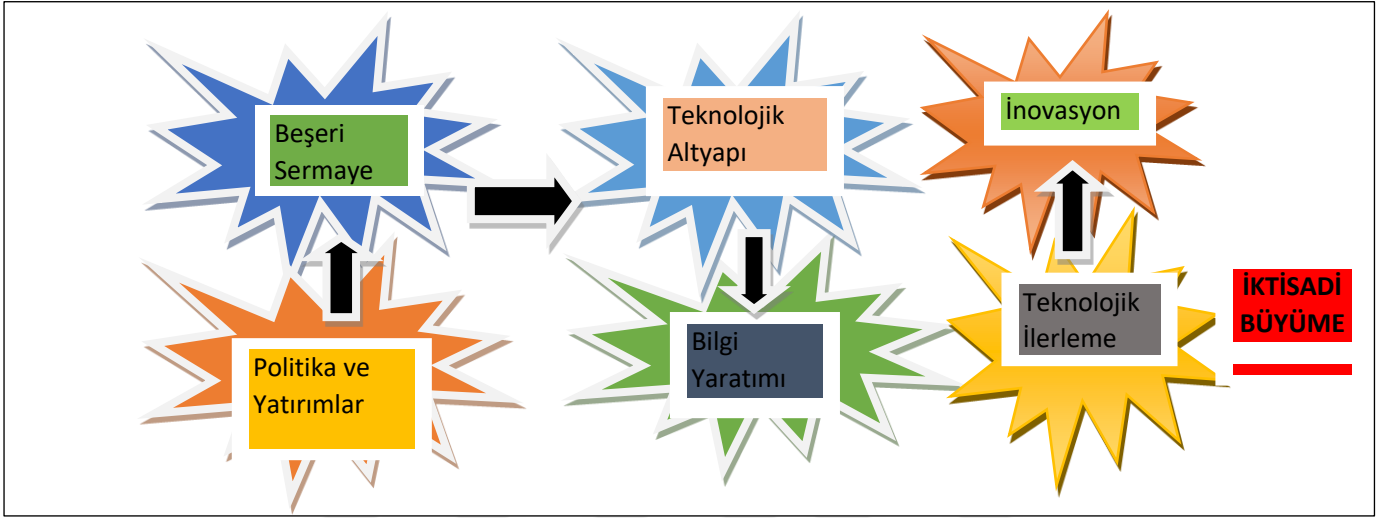 Beşeri
Sermaye
Teknolojik
Altyapı
İnovasyon
Politika ve
Yatırımlar
Bilgi
Yaratımı
Teknolojik
İlerleme
İKTİSADİ
BÜYÜME